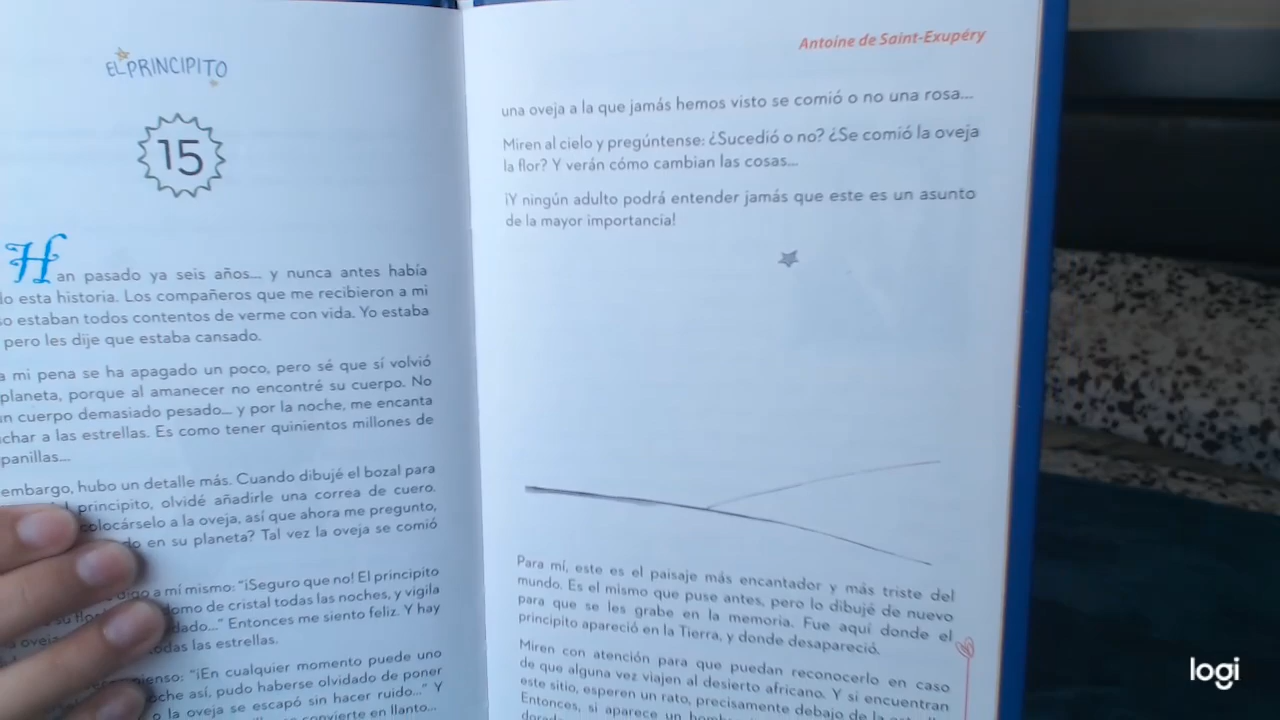 EL PRINCIPITO
15
Han pasado ya seis años... y nunca antes había
esta historia. Los compañeros que me recibieron a mi
estaban todos contentos de verme con vida. Yo estaba
pero les dije que estaba cansado.
mi pena se ha apagado un poco, pero sé que sí volvió
planeta, porque al amanecer no encontré su cuerpo. No
un cuerpo demasiado pesado... y por la noche, me encanta
a las estrellas. Es como tener quinientos millones de
embargo, hubo un detalle más. Cuando dibujé el bozal para
principito, olvidé añadirle una correa de cuero.
colocárselo a la oveja, así que ahora me pregunto,
en su planeta? Tal vez la oveja se comió
a mí mismo: "¡Seguro que no! El principito
de cristal todas las noches, y vigila
Entonces me siento feliz. Y hay
todas las estrellas.
"¡En cualquier momento puede uno
así, pudo haberse olvidado de poner
o la oveja se escapó sin hacer ruido..." Y
convierte en llanto...
Antoine de Saint-Exupéry
una oveja a la que jamás hemos visto se comió o no una rosa...
Miren al cielo y pregúntense: ¿Sucedió o no? ¿Se comió la oveja
la flor? Y verán cómo cambian las cosas...
¡Y ningún adulto podrá entender jamás que este es un asunto
de la mayor importancia!
Para mí, este es el paisaje más encantador y más triste del
mundo. Es el mismo que puse antes, pero lo dibujé de nuevo
para que se les grabe en la memoria. Fue aquí donde el
principito apareció en la Tierra, y donde desapareció.
Miren con atención para que puedan reconocerlo en caso
de que alguna vez viajen al desierto africano. Y si encuentran
este sitio, esperen un rato, precisamente debajo de la
Entonces, si aparece un
logi